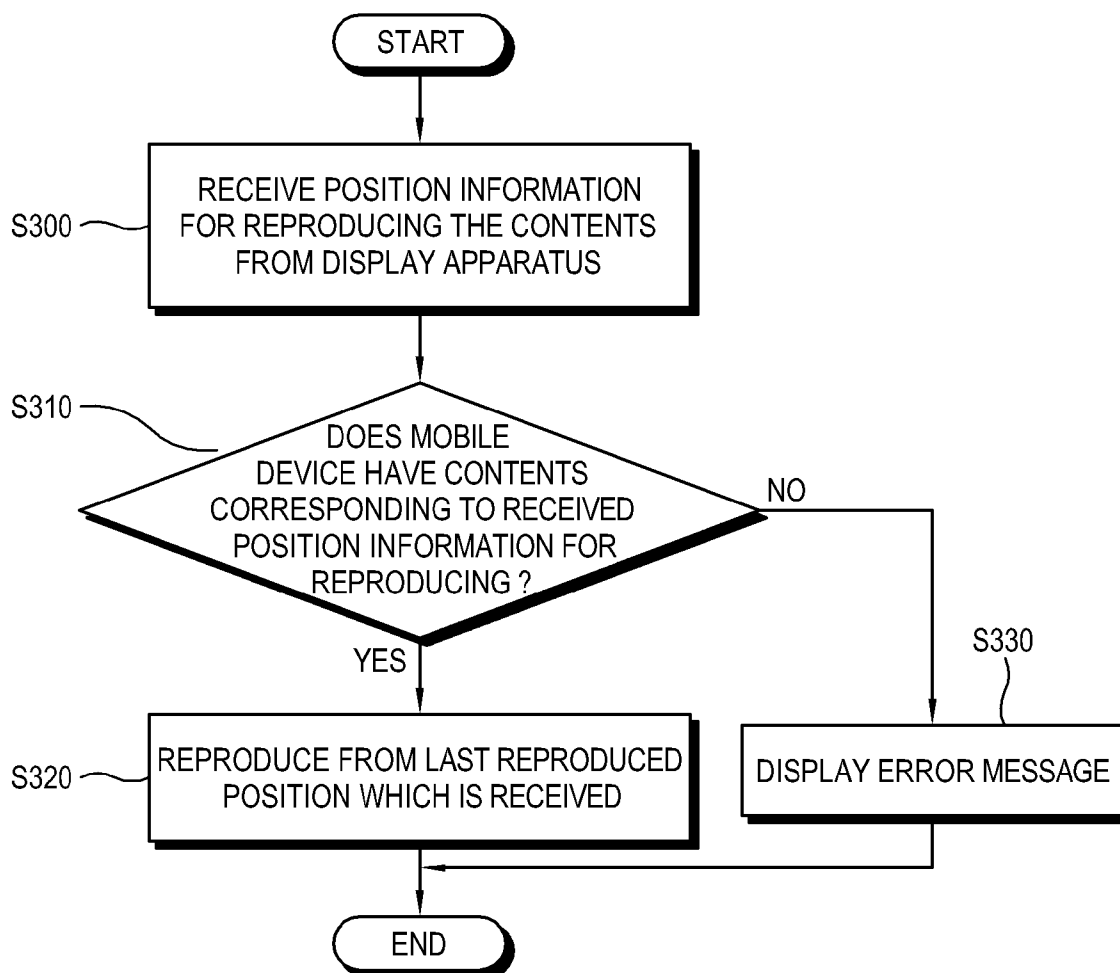 START
RECEIVE POSITION INFORMATION
FOR REPRODUCING THE CONTENTS
FROM DISPLAY APPARATUS
S300
S310
DOES MOBILE
DEVICE HAVE CONTENTS
CORRESPONDING TO RECEIVED
POSITION INFORMATION FOR
REPRODUCING ?
NO
YES
S330
REPRODUCE FROM LAST REPRODUCED
POSITION WHICH IS RECEIVED
S320
DISPLAY ERROR MESSAGE
END